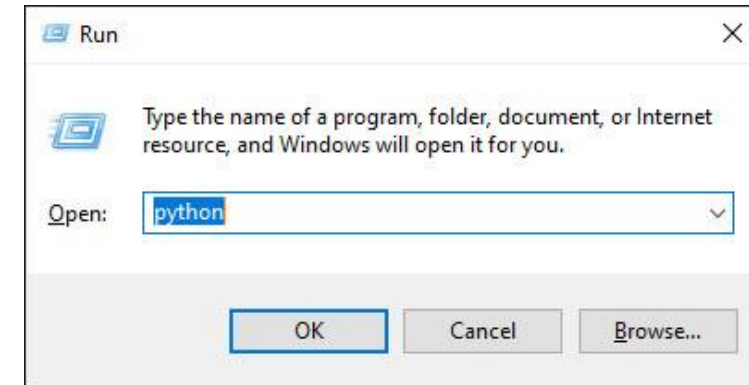 Run
Type the name of a program, folder, document, or Internet
resource, and Windows will open it for you.
Open: python
OK Cancel Browse...